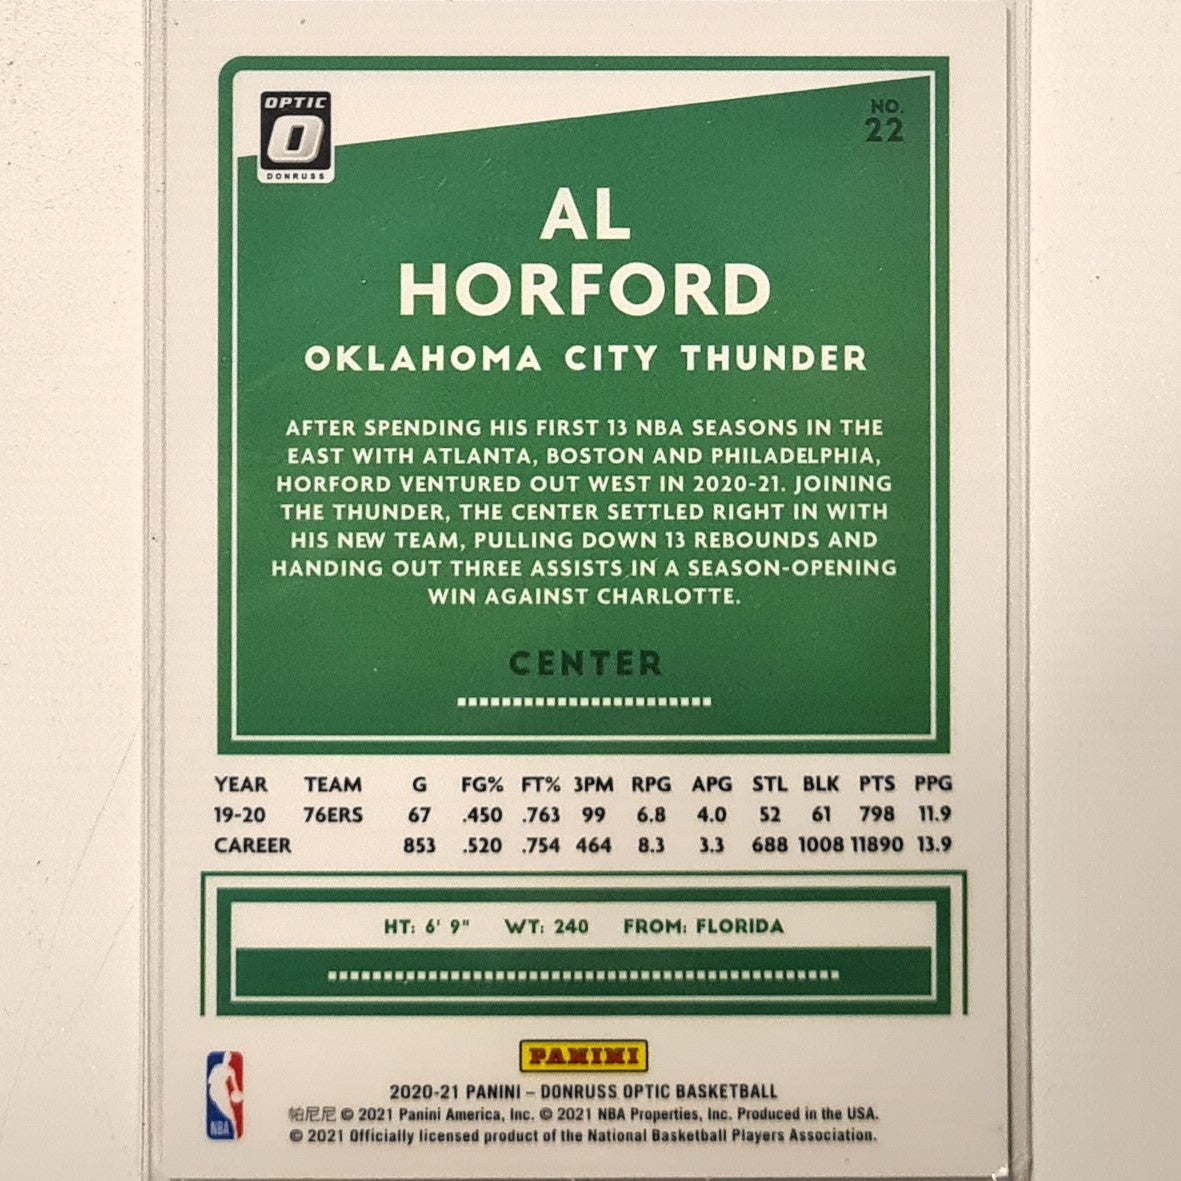 OPTIC
O
DONRUSS
NO.
22
AL
HORFORD
OKLAHOMA CITY THUNDER
AFTER SPENDING HIS FIRST 13 NBA SEASONS IN THE
EAST WITH ATLANTA, BOSTON AND PHILADELPHIA,
HORFORD VENTURED OUT WEST IN 2020-21. JOINING
THE THUNDER, THE CENTER SETTLED RIGHT IN WITH
HIS NEW TEAM, PULLING DOWN 13 REBOUNDS AND
HANDING OUT THREE ASSISTS IN A SEASON-OPENING
WIN AGAINST CHARLOTTE.
CENTER
YEAR TEAM G FG% FT% 3PM RPG APG STL BLK PTS PPG
19-20 76ERS 67 .450 .763 99 6.8 4.0 52 61 798 11.9
CAREER 853 .520 .754 464 8.3 3.3 688 1008 11890 13.9
HT: 6' 9" WT: 240 FROM: FLORIDA
PANINI
NBA
2020-21 PANINI – DONRUSS OPTIC BASKETBALL
帕尼尼 © 2021 Panini America, Inc. © 2021 NBA Properties, Inc. Produced in the USA.
© 2021 Officially licensed product of the National Basketball Players Association.